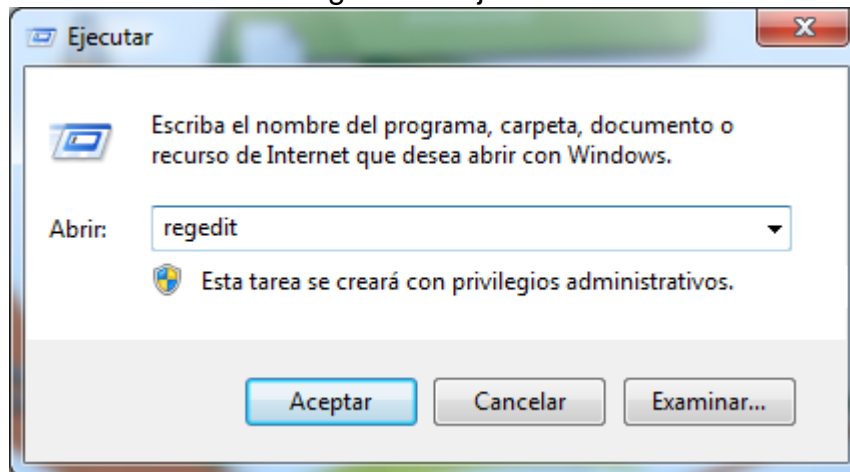 Ejecutar
Escriba el nombre del programa, carpeta, documento o
recurso de Internet que desea abrir con Windows.
Abrir: regedit
Esta tarea se creará con privilegios administrativos.
Aceptar Cancelar Examinar...